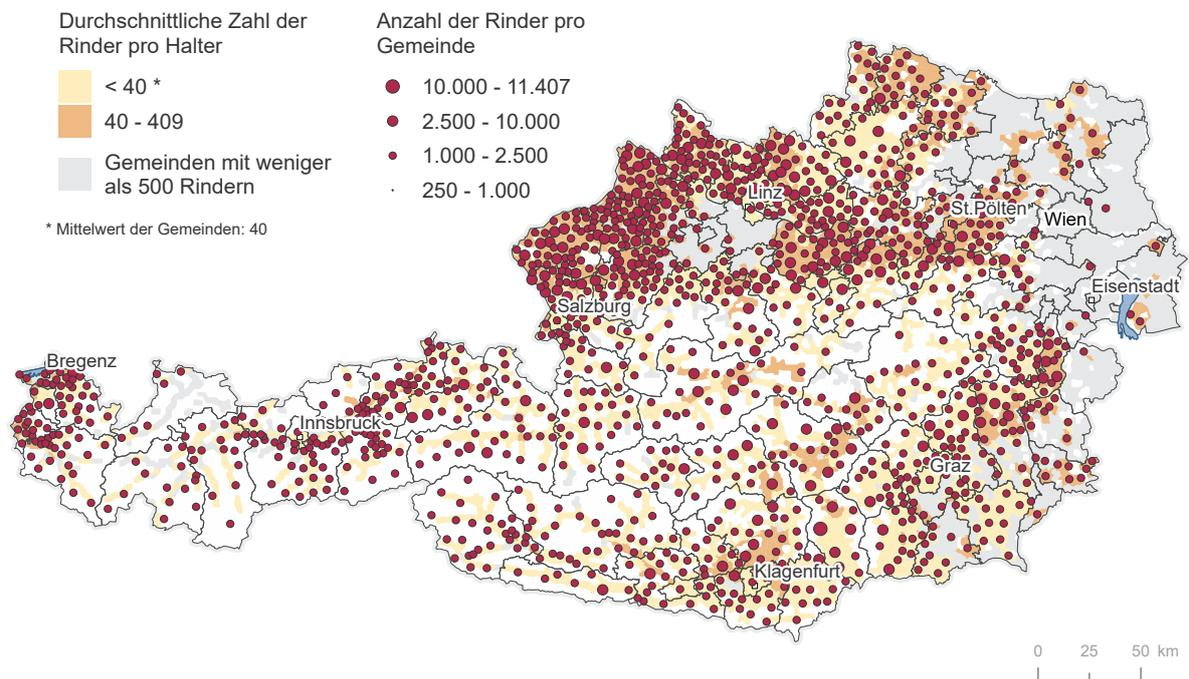 Durchschnittliche Zahl der
Rinder pro Halter
< 40 *
40 - 409
Gemeinden mit weniger
als 500 Rindern
* Mittelwert der Gemeinden: 40
Anzahl der Rinder pro
Gemeinde
10.000 - 11.407
2.500 - 10.000
1.000 - 2.500
250 - 1.000
Linz
St.Pölten
Wien
Eisenstadt
Salzburg
Bregenz
Innsbruck
Graz
Klagenfurt
0 25 50 km